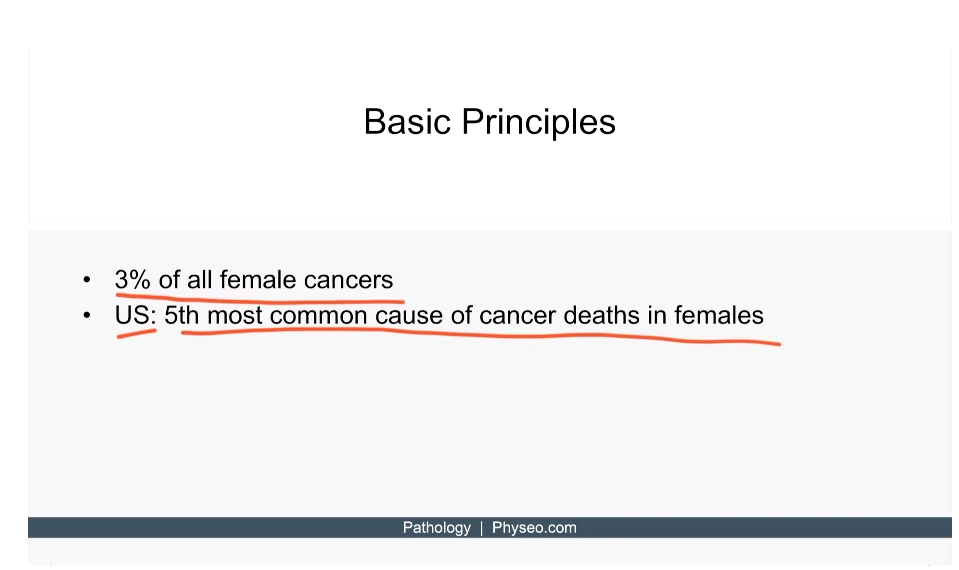 Basic Principles
• 3% of all female cancers
• US: 5th most common cause of cancer deaths in females
Pathology | Physeo.com